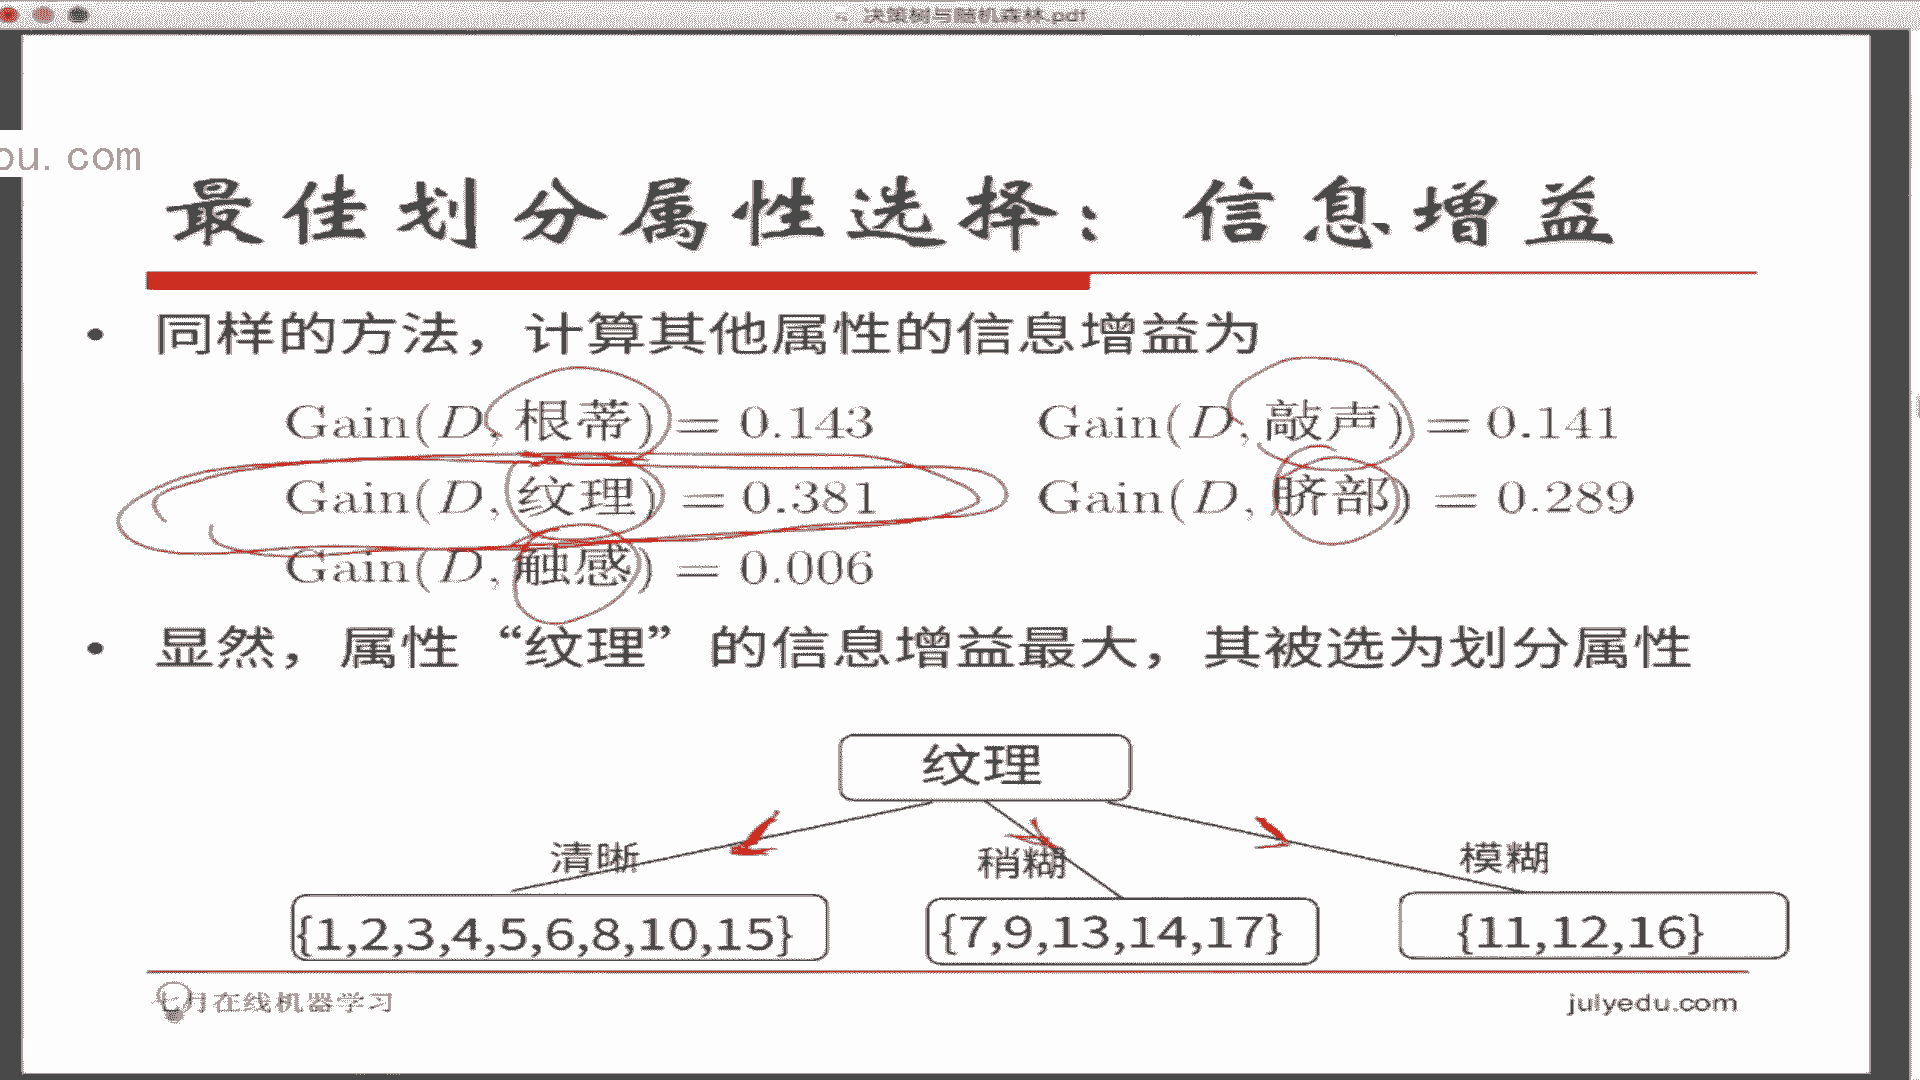 决策树与随机森林.pdf
ou.com
最佳划分属性选择：信息增益
• 同样的方法，计算其他属性的信息增益为
Gain(D, 根蒂) = 0.143 Gain(D, 敲声) = 0.141
Gain(D, 纹理) = 0.381 Gain(D, 脐部) = 0.289
Gain(D, 触感) = 0.006
• 显然，属性“纹理”的信息增益最大，其被选为划分属性
纹理
清晰 稍糊 模糊
{1,2,3,4,5,6,8,10,15} {7,9,13,14,17} {11,12,16}
七月在线机器学习 julyedu.com